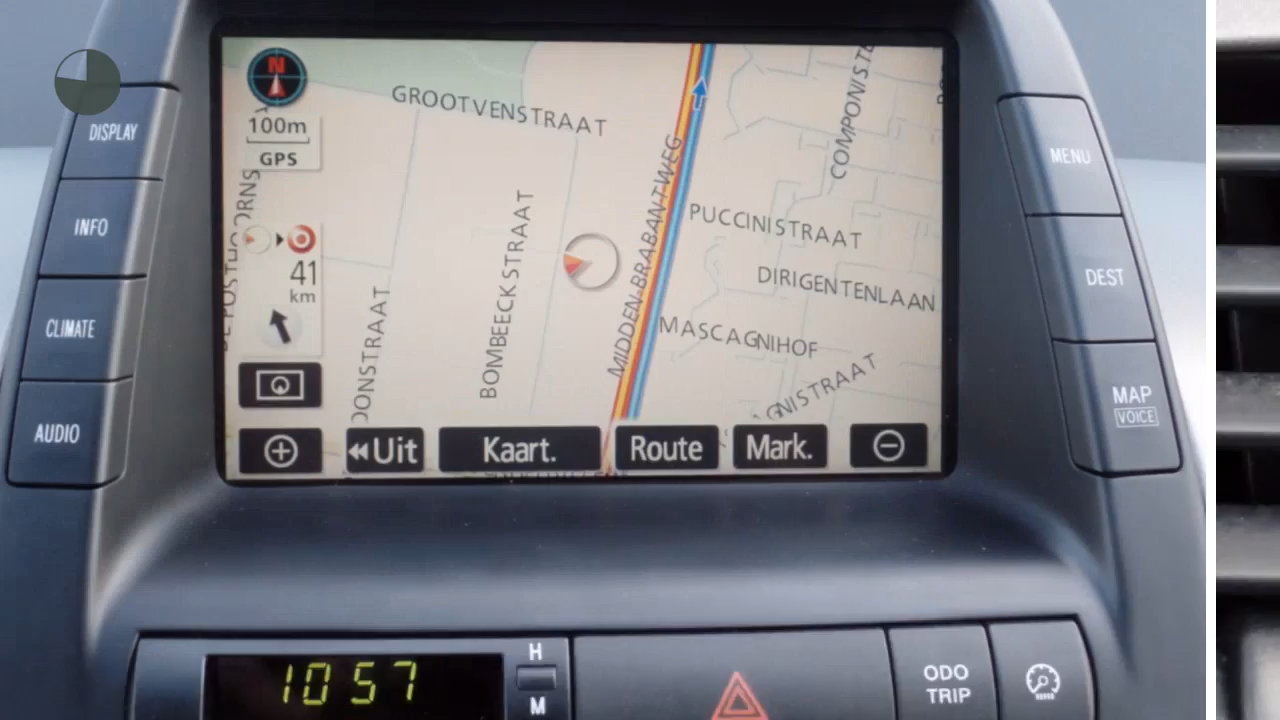 N
100m
GPS
GROOTVENSTRAAT
MIDDEN-BRABANTWEG
PUCCINISTRAAT
DIRIGENTENLAAN
MASCAGNIHOF
BOMBEECKSTRAAT
41
km
Uit
Kaart.
Route
Mark.
DISPLAY
INFO
CLIMATE
AUDIO
MENU
DEST
MAP
VOICE
10 57
H
M
ODO
TRIP